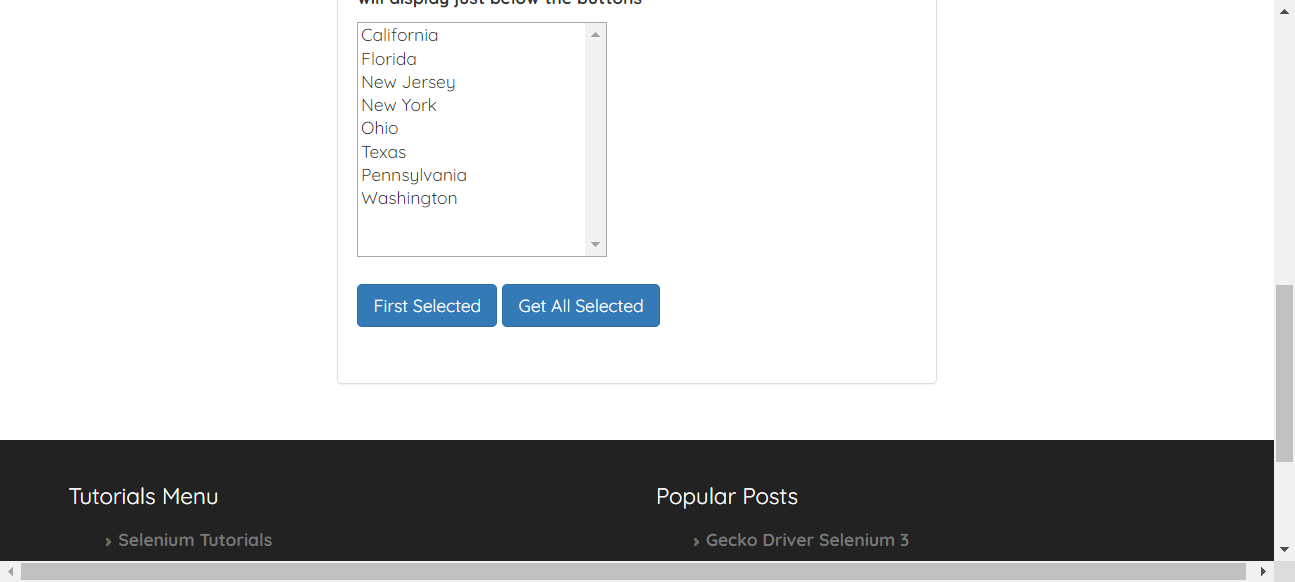 will display just below the buttons
California
Florida
New Jersey
New York
Ohio
Texas
Pennsylvania
Washington
First Selected
Get All Selected
Tutorials Menu
Popular Posts
› Selenium Tutorials
› Gecko Driver Selenium 3